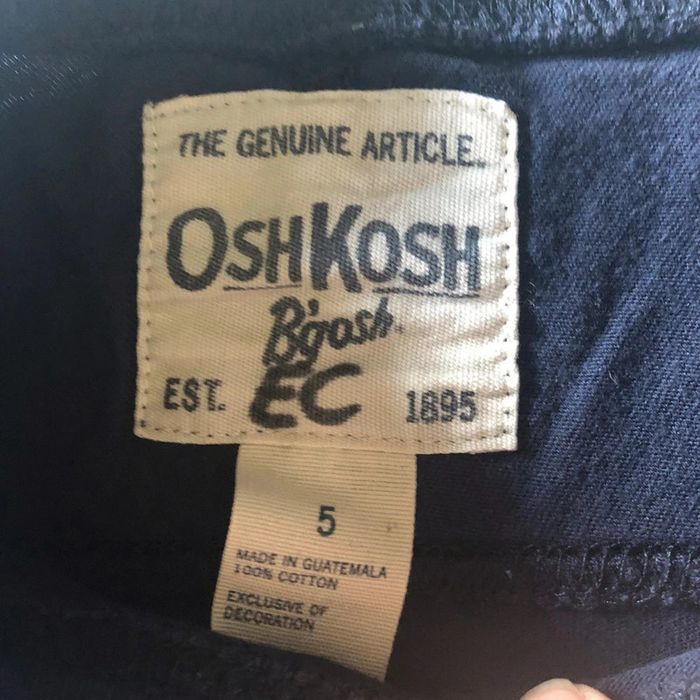 THE GENUINE ARTICLE
OSHKOSH
B'gosh
EST. EC 1895
5
MADE IN GUATEMALA
100% COTTON
EXCLUSIVE OF
DECORATION